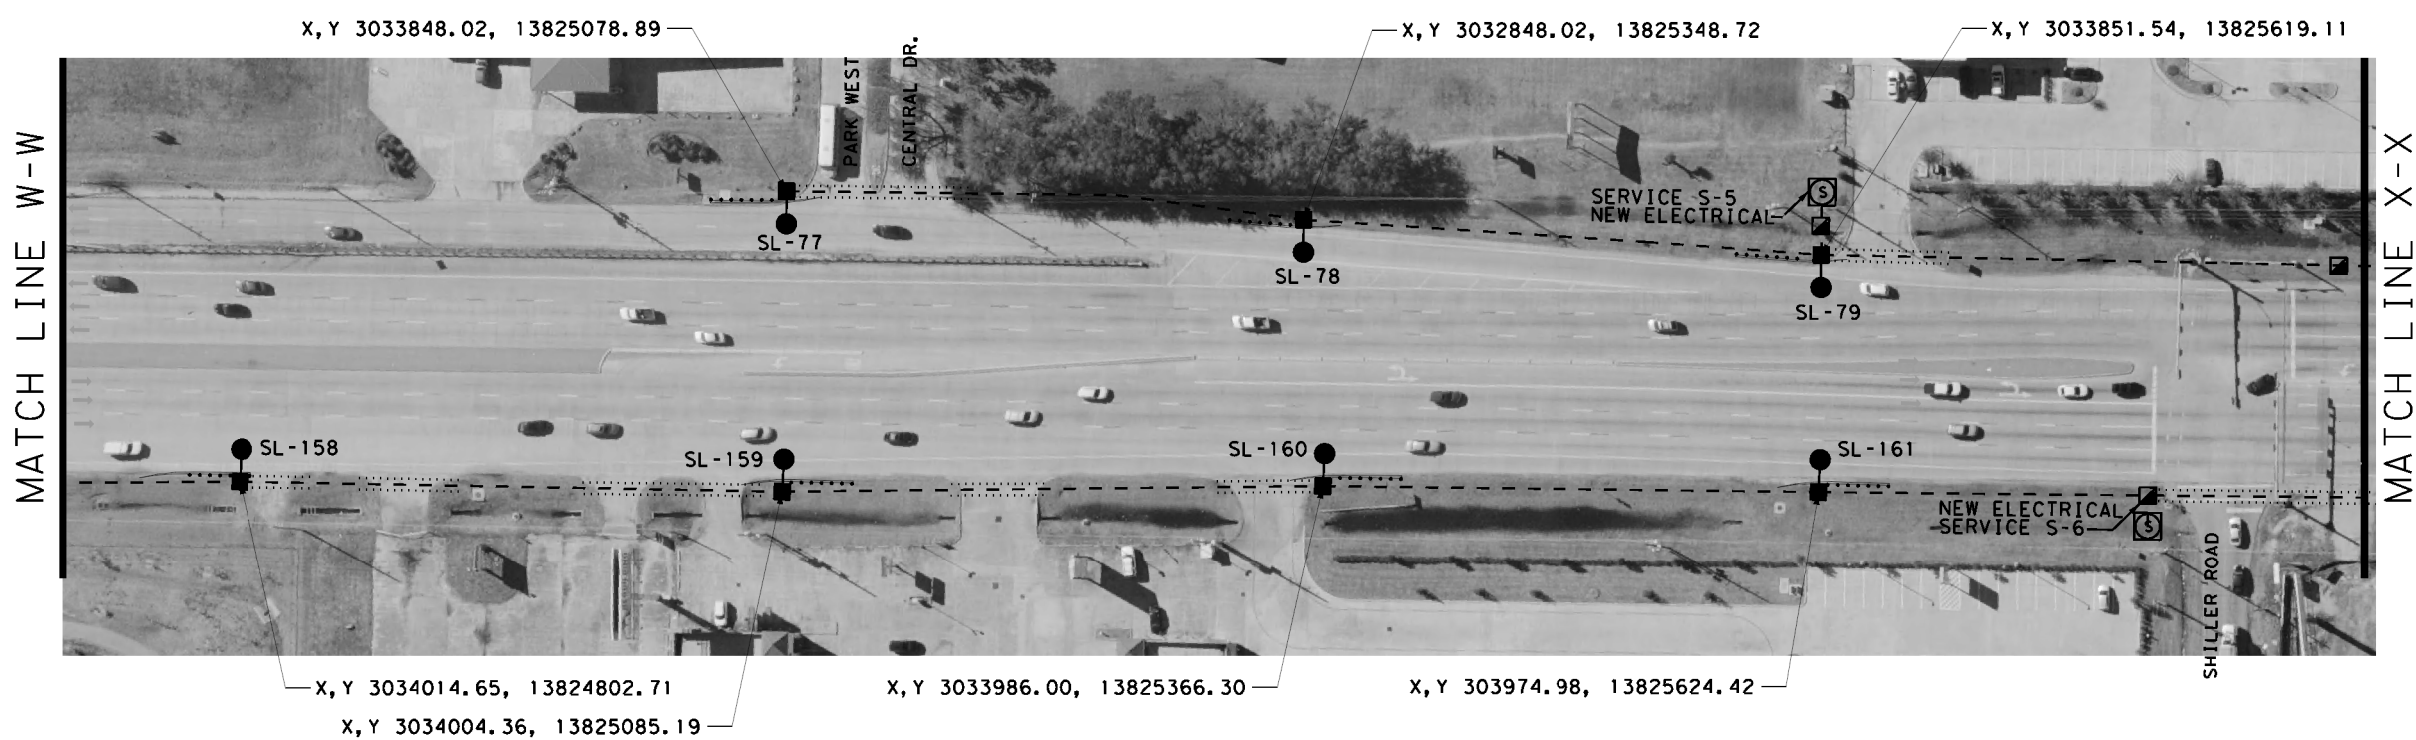 X,Y 3033848.02, 13825078.89
X,Y 3032848.02, 13825348.72
X,Y 3033851.54, 13825619.11
PARK WEST
CENTRAL DR.
MATCH LINE W-W
MATCH LINE X-X
SERVICE S-5
NEW ELECTRICAL
S
SL-77
SL-78
SL-79
SL-158
SL-159
SL-160
SL-161
NEW ELECTRICAL
SERVICE S-6
S
SHILLER ROAD
X,Y 3034014.65, 13824802.71
X,Y 3033986.00, 13825366.30
X,Y 303974.98, 13825624.42
X,Y 3034004.36, 13825085.19